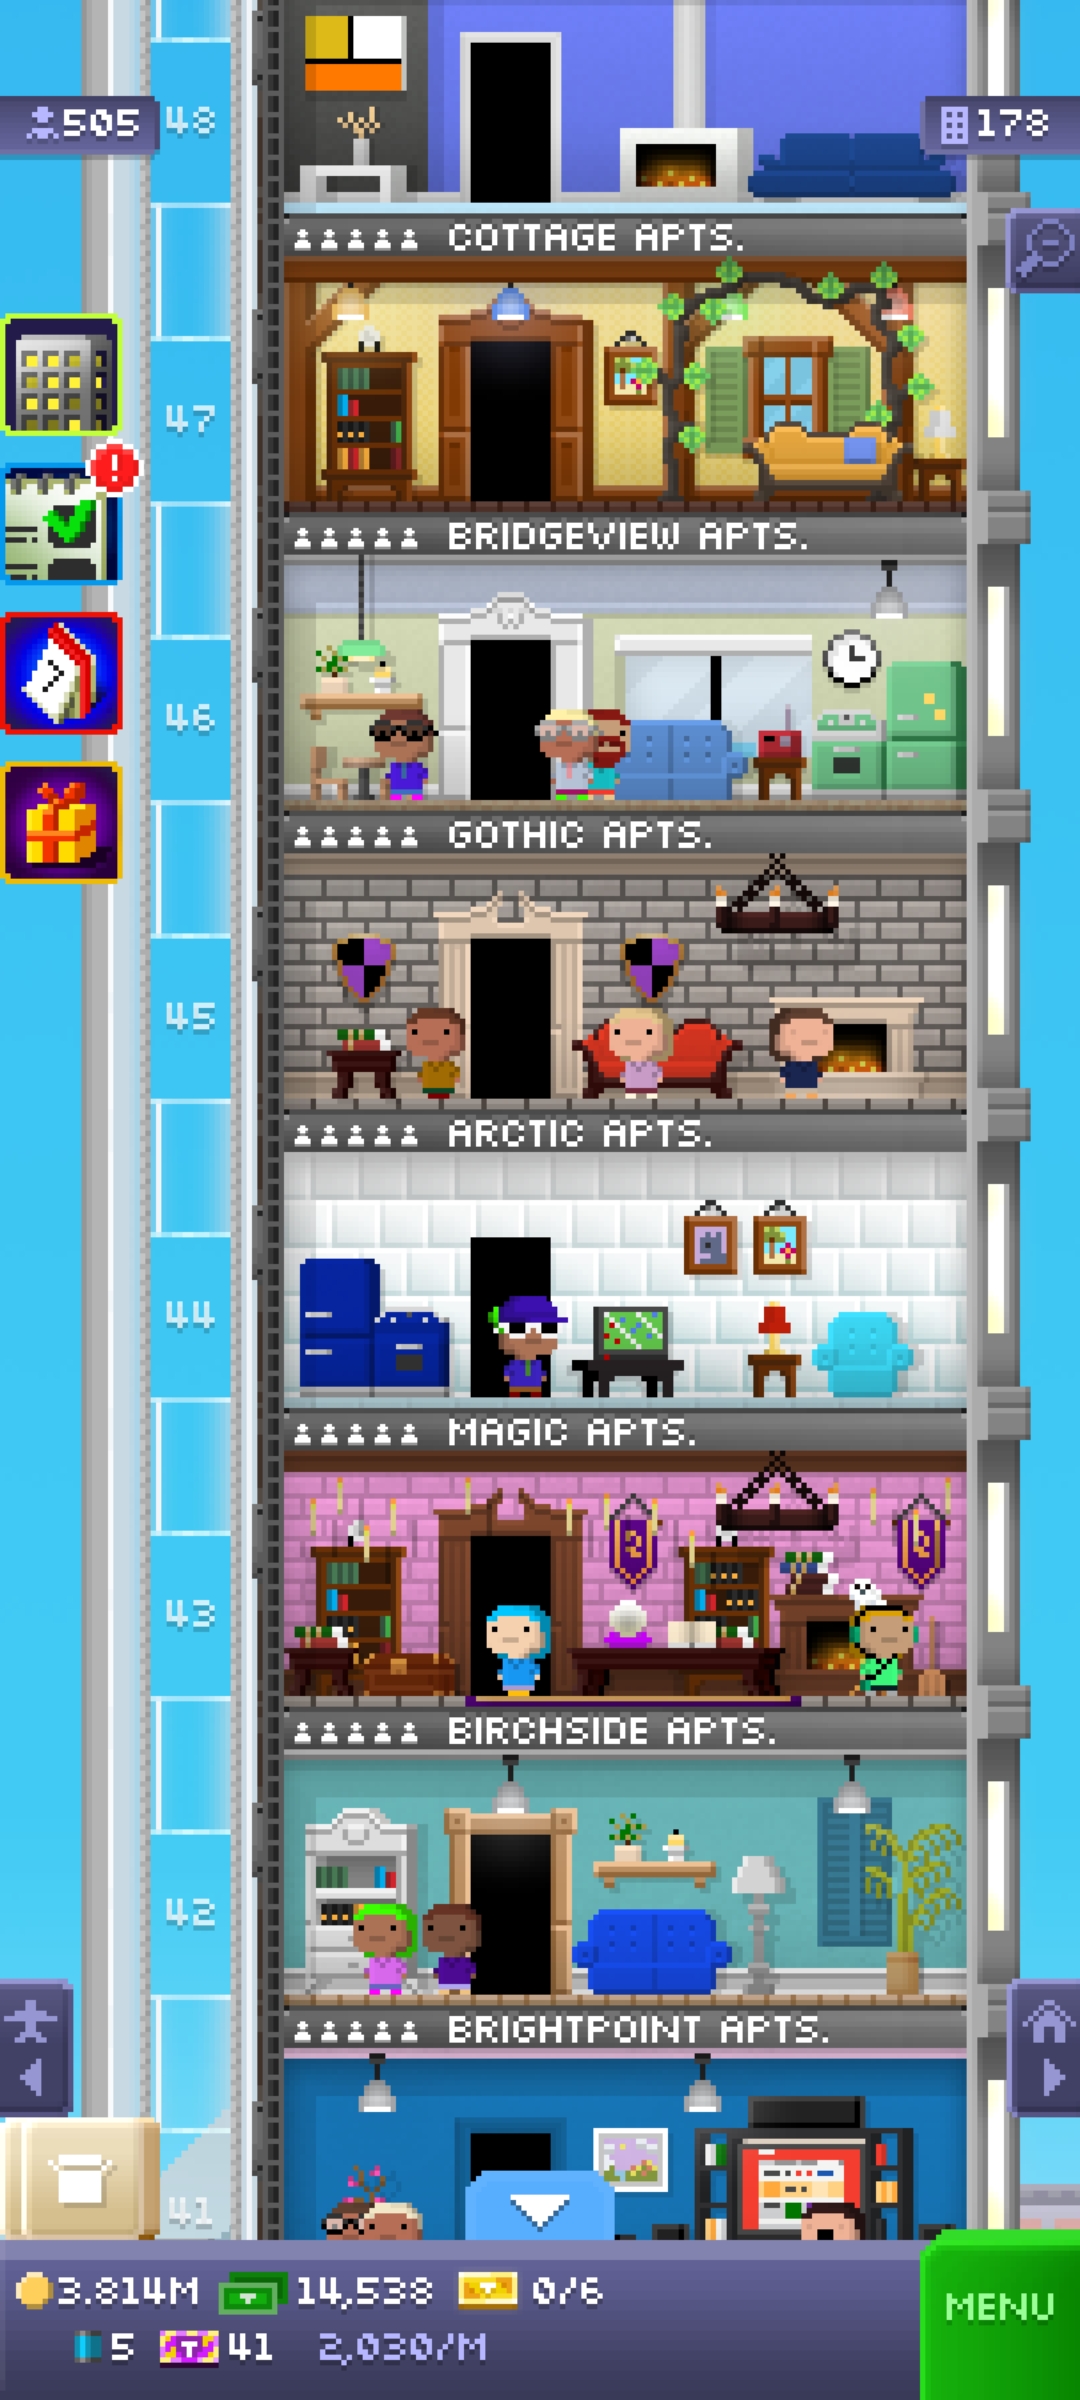 48
505
178
COTTAGE APTS.
47
BRIDGEVIEW APTS.
46
GOTHIC APTS.
45
ARCTIC APTS.
44
MAGIC APTS.
43
BIRCHSIDE APTS.
42
BRIGHTPOINT APTS.
41
3.814M 14,538 0/6
5 41 2,030/M
MENU